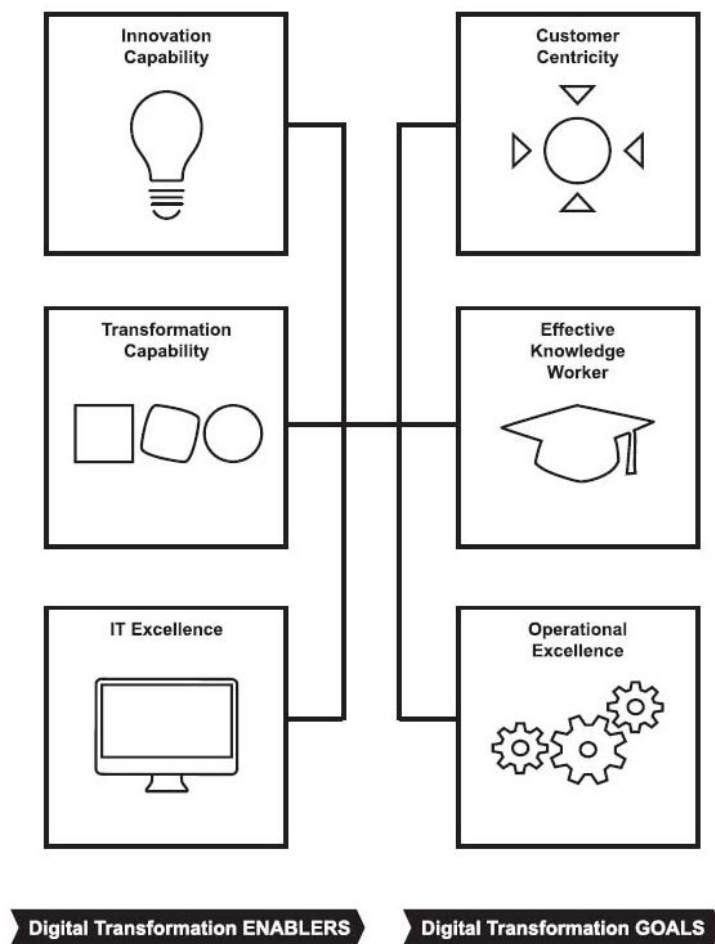 Innovation
Capability
Customer
Centricity
Transformation
Capability
Effective
Knowledge
Worker
IT Excellence
Operational
Excellence
Digital Transformation ENABLERS
Digital Transformation GOALS